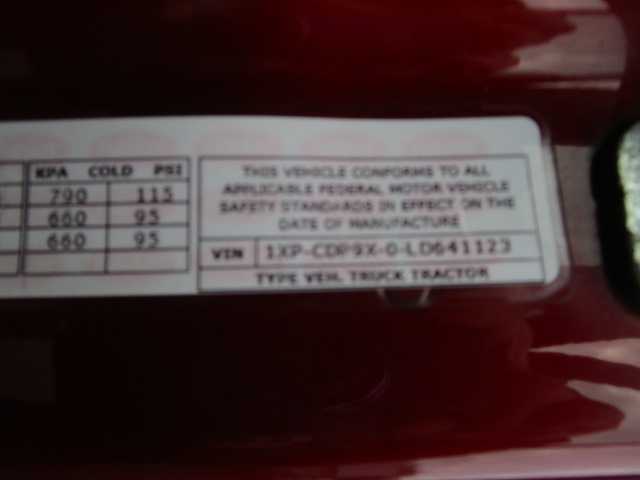 KPA COLD PSI
790 115
660 95
660 95
THIS VEHICLE CONFORMS TO ALL
APPLICABLE FEDERAL MOTOR VEHICLE
SAFETY STANDARDS IN EFFECT ON THE
DATE OF MANUFACTURE
VIN 1XP-CDP9X-0-LD641123
TYPE VEH. TRUCK TRACTOR